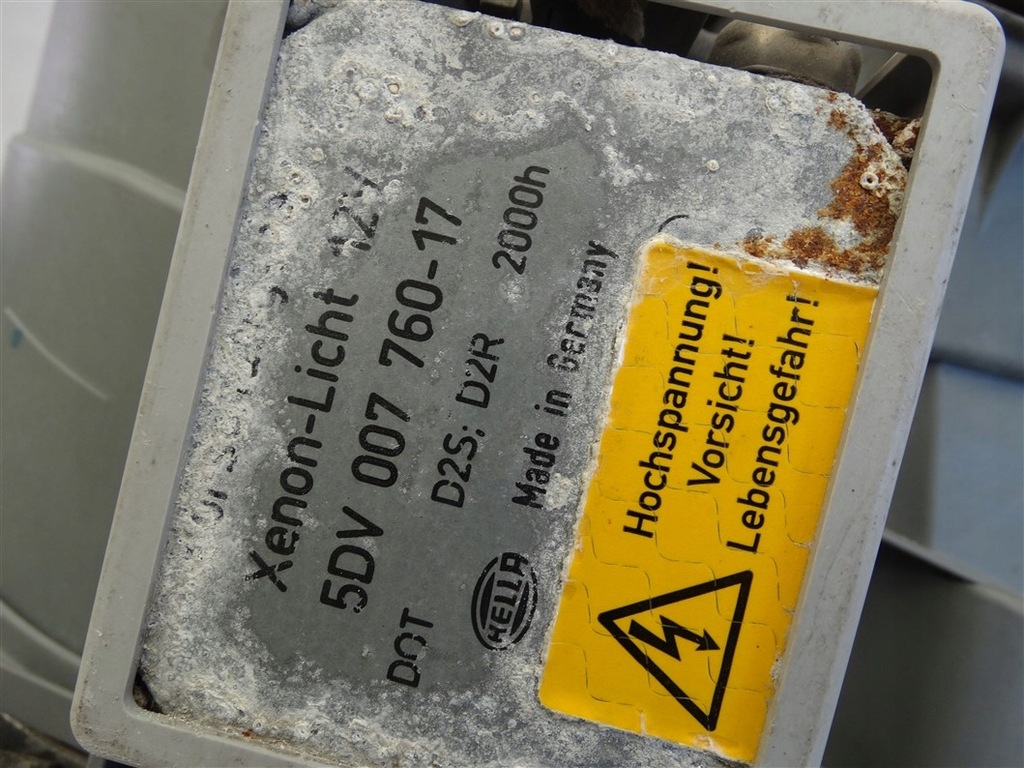 Xenon-Licht 12V
5DV 007 760-17
D2S; D2R 2000h
DOT
HELLA
Made in Germany
Hochspannung!
Vorsicht!
Lebensgefahr!